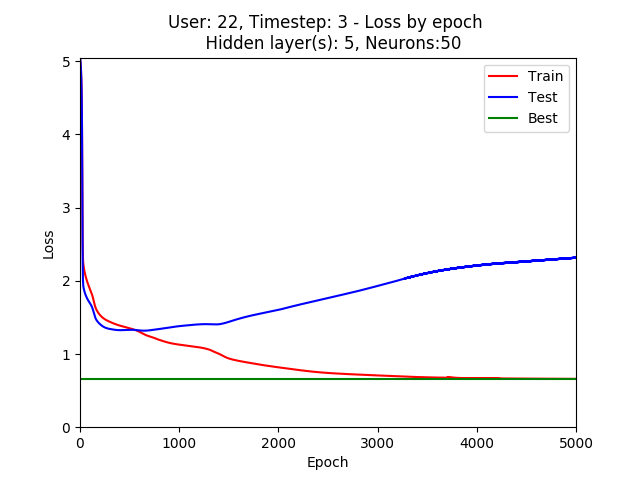 User: 22, Timestep: 3 - Loss by epoch
Hidden layer(s): 5, Neurons:50
Train
Test
Best
Loss
5
4
3
2
1
0
0 1000 2000 3000 4000 5000
Epoch